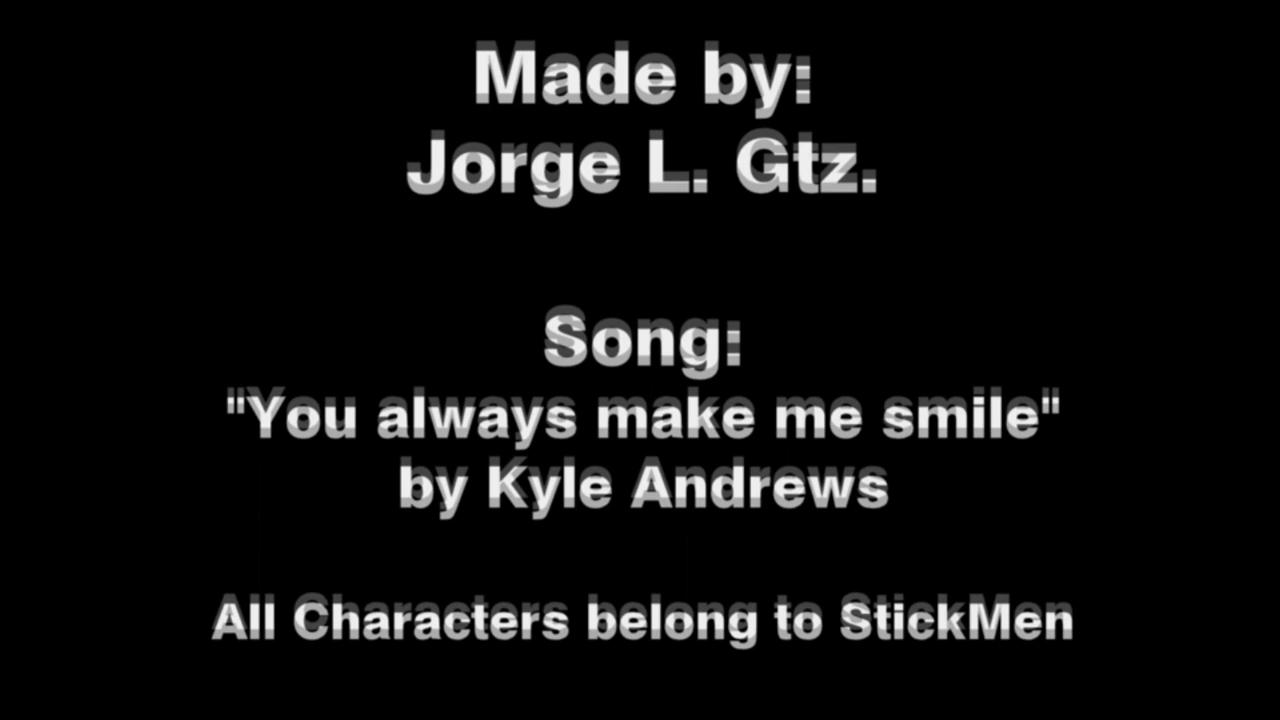 Made by:
Jorge L. Gtz.
Song:
"You always make me smile"
by Kyle Andrews
All Characters belong to StickMen